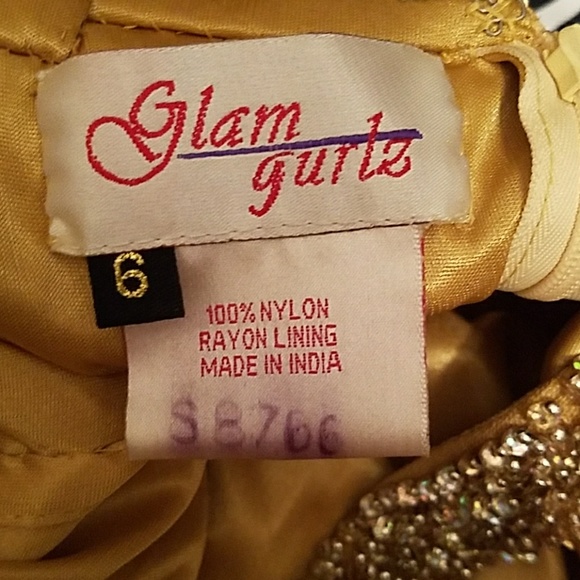 Glam
gurlz
6
100% NYLON
RAYON LINING
MADE IN INDIA
S8766